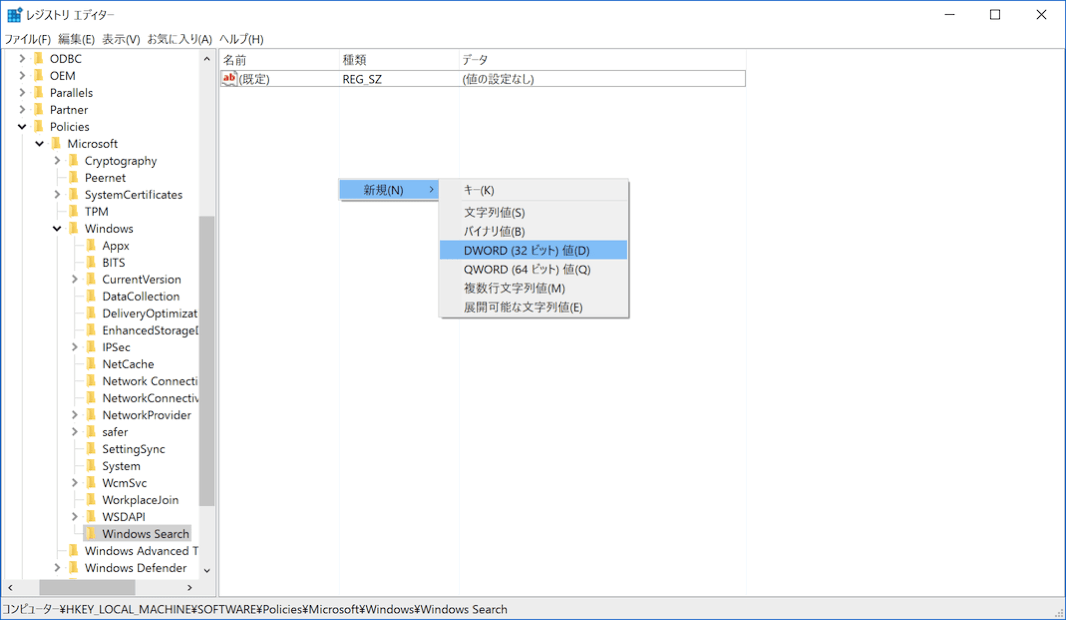 レジストリ エディター
ファイル(F) 編集(E) 表示(V) お気に入り(A) ヘルプ(H)
ODBC
OEM
Parallels
Partner
Policies
Microsoft
Cryptography
Peernet
SystemCertificates
TPM
Windows
Appx
BITS
CurrentVersion
DataCollection
DeliveryOptimizat
EnhancedStorageD
IPSec
NetCache
Network Connecti
NetworkConnectiv
NetworkProvider
safer
SettingSync
System
WcmSvc
WorkplaceJoin
WSDAPI
Windows Search
Windows Advanced T
Windows Defender
名前 種類 データ
ab (既定) REG_SZ (値の設定なし)
新規(N)
キー(K)
文字列値(S)
バイナリ値(B)
DWORD (32 ビット) 値(D)
QWORD (64 ビット) 値(Q)
複数行文字列値(M)
展開可能な文字列値(E)
コンピューター¥HKEY_LOCAL_MACHINE¥SOFTWARE¥Policies¥Microsoft¥Windows¥Windows Search